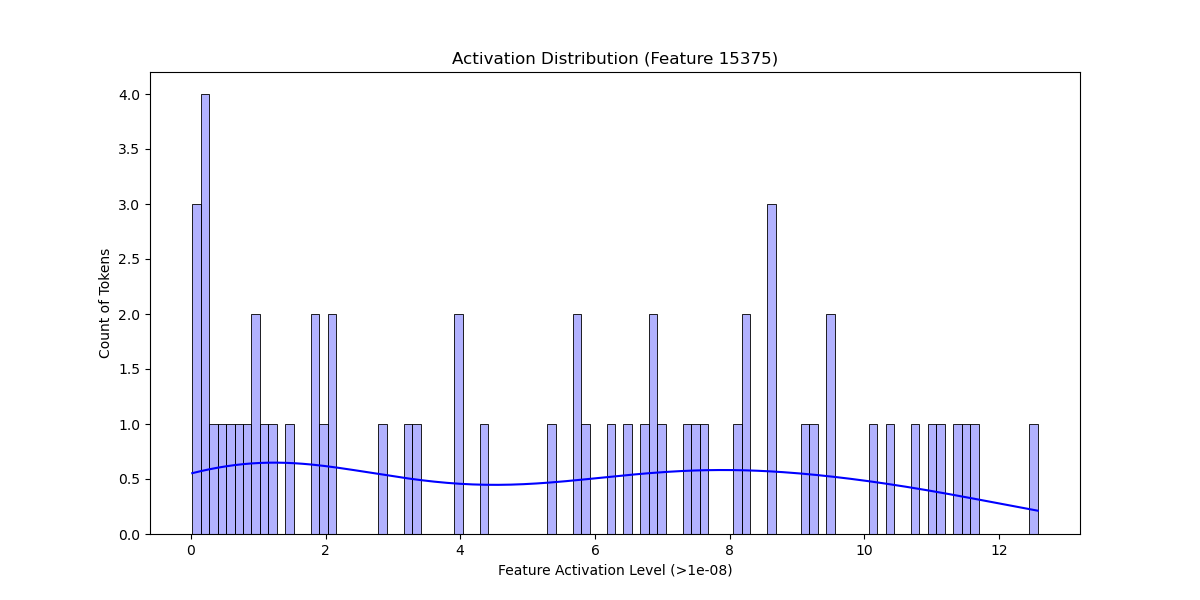 Activation Distribution (Feature 15375)
4.0
3.5
3.0
2.5
2.0
1.5
1.0
0.5
0.0
Count of Tokens
0 2 4 6 8 10 12
Feature Activation Level (>1e-08)